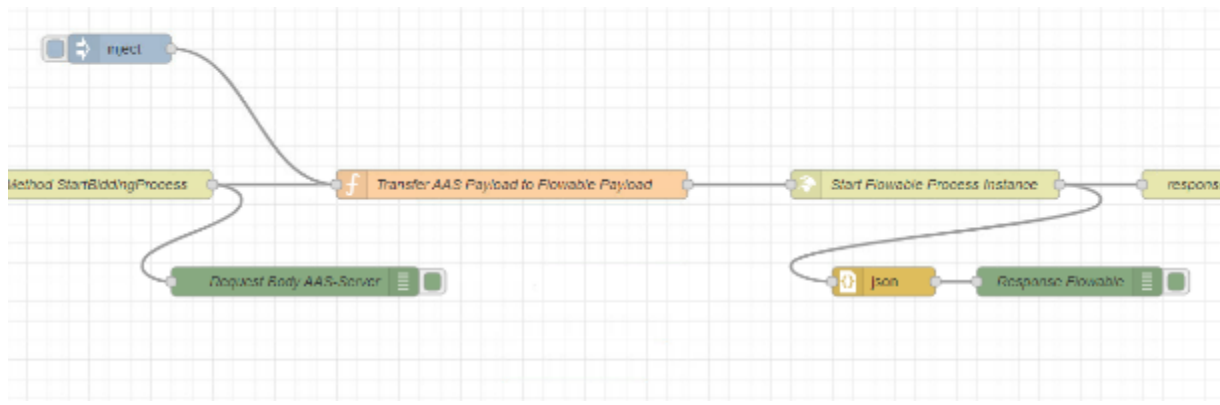 inject
Method StartBiddingProcess
Transfer AAS Payload to Flowable Payload
Start Flowable Process Instance
respons
Request Body AAS-Server
json
Response Flowable